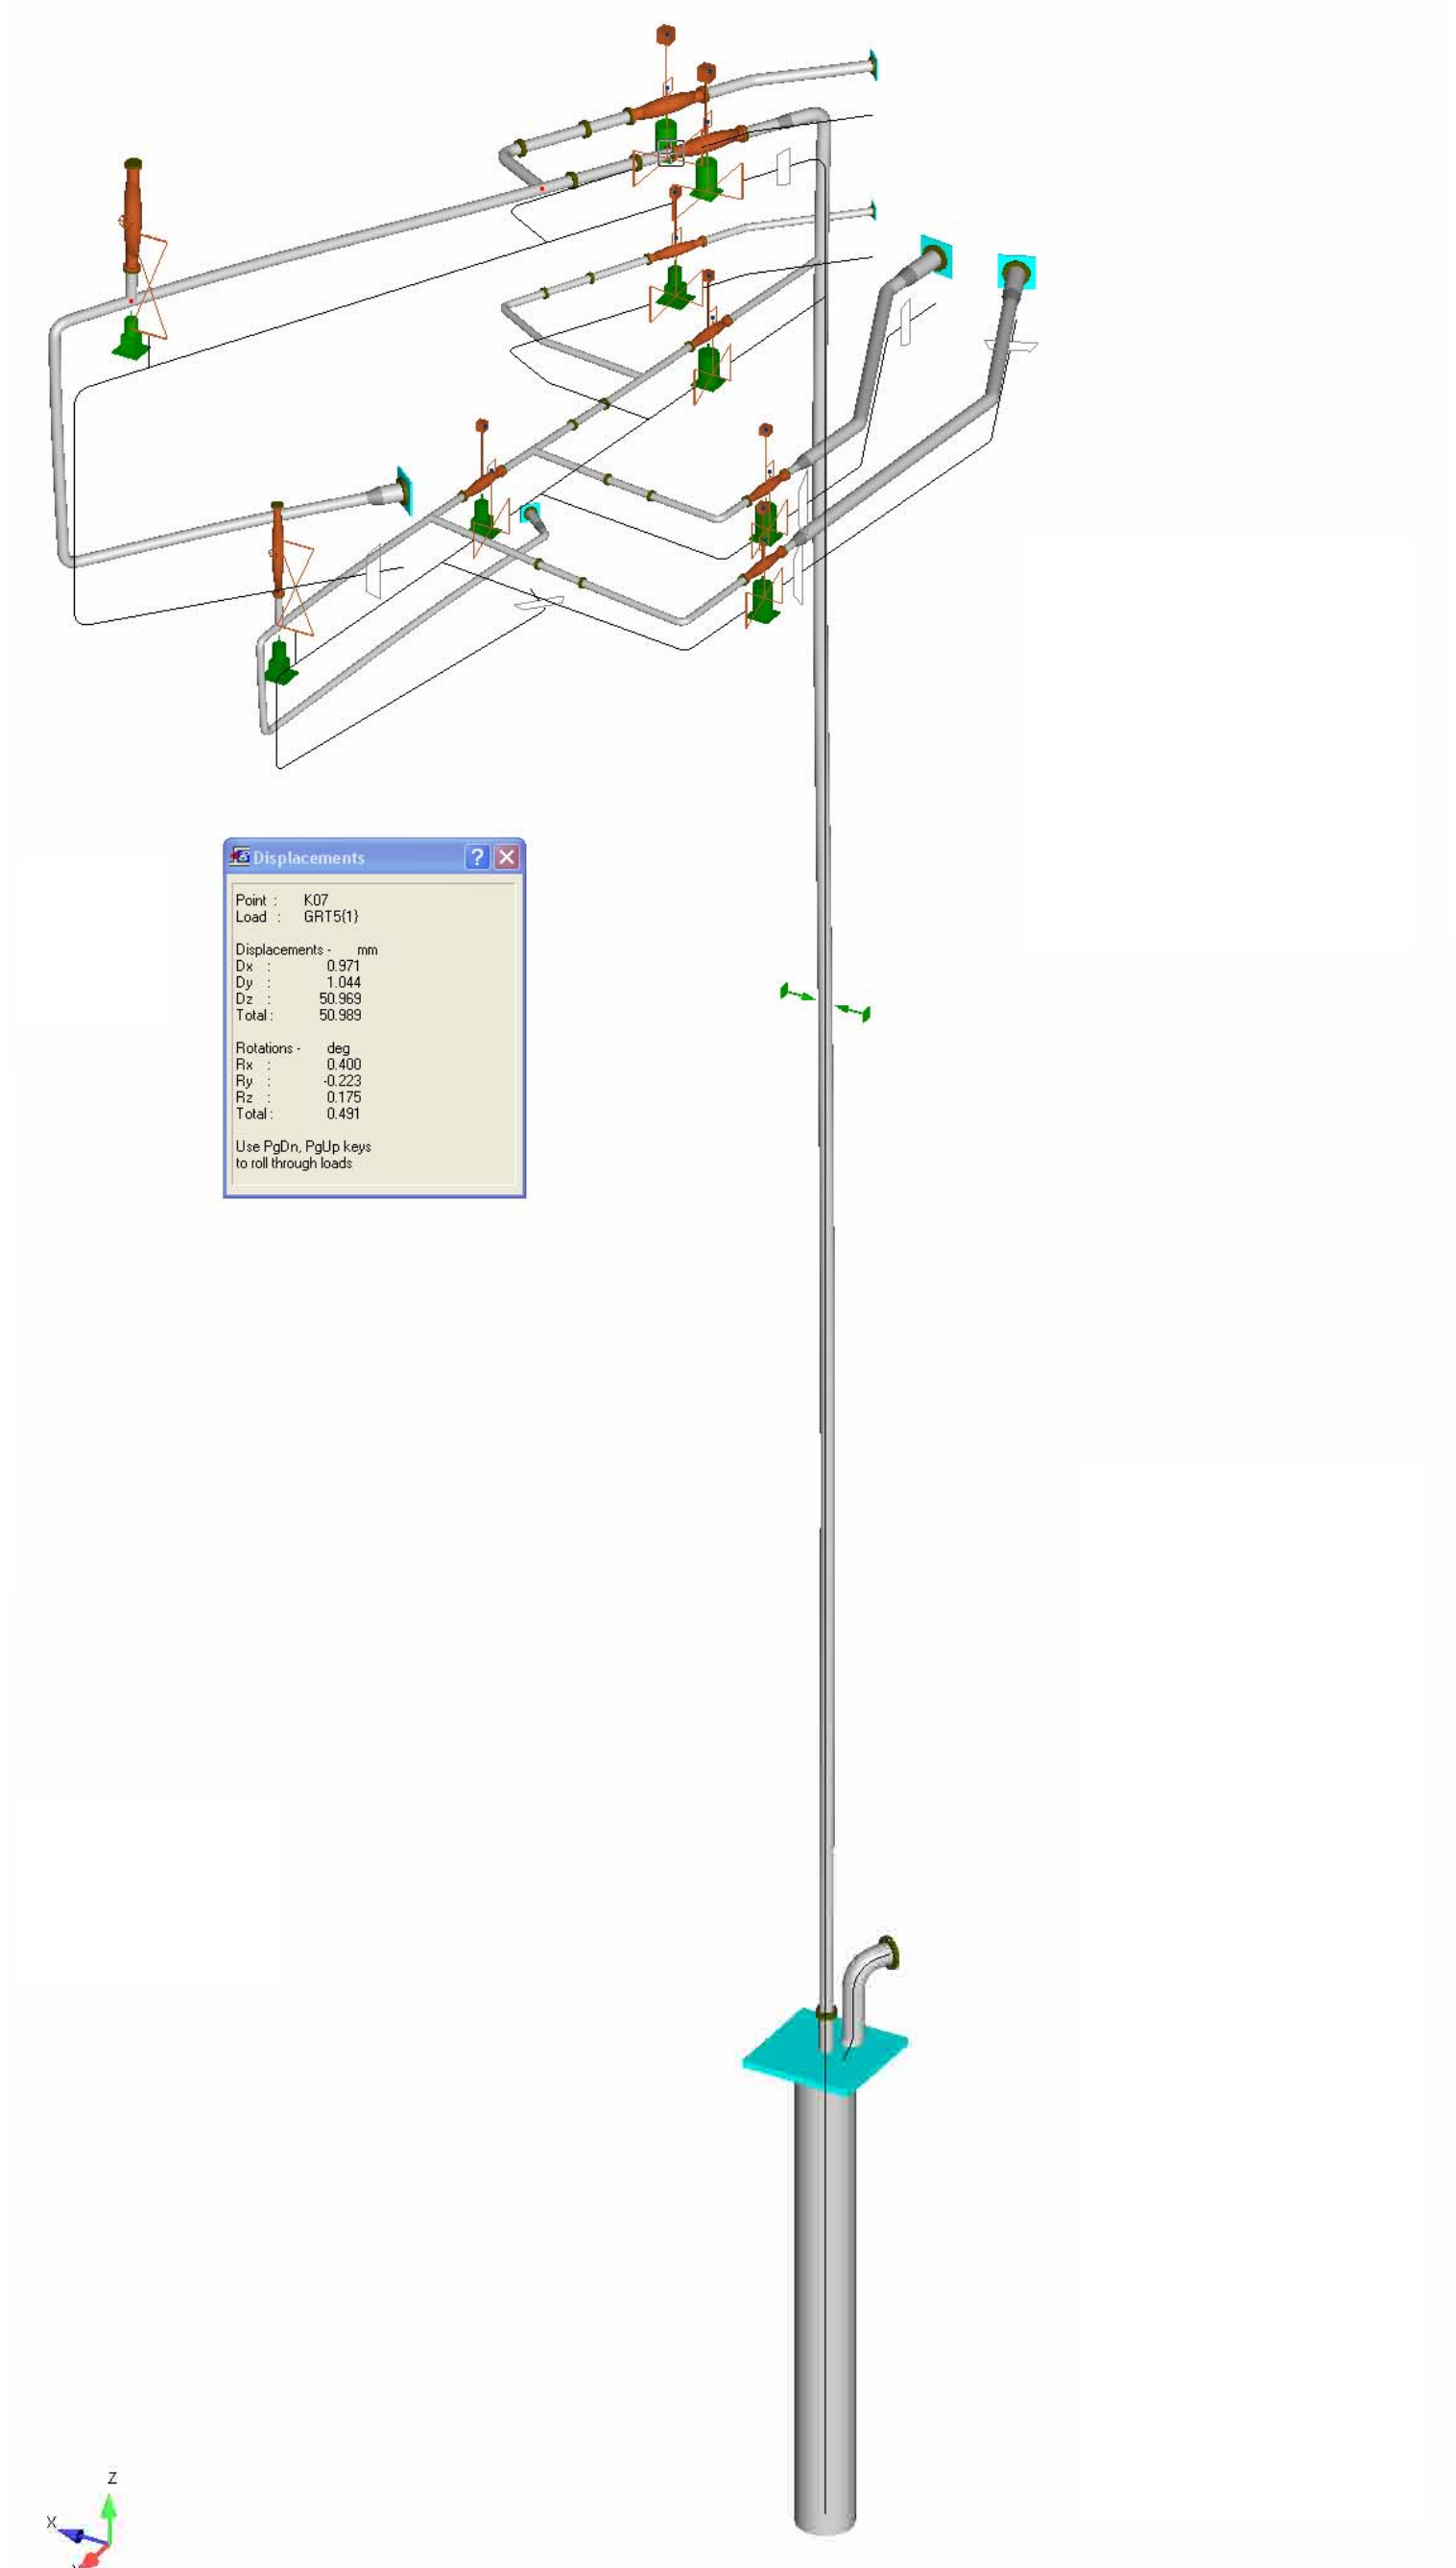 Displacements
Point : K07
Load : GRT5{1}
Displacements - mm
Dx : 0.971
Dy : 1.044
Dz : 50.969
Total : 50.989
Rotations - deg
Rx : 0.400
Ry : -0.223
Rz : 0.175
Total : 0.491
Use PgDn, PgUp keys
to roll through loads
Z
X